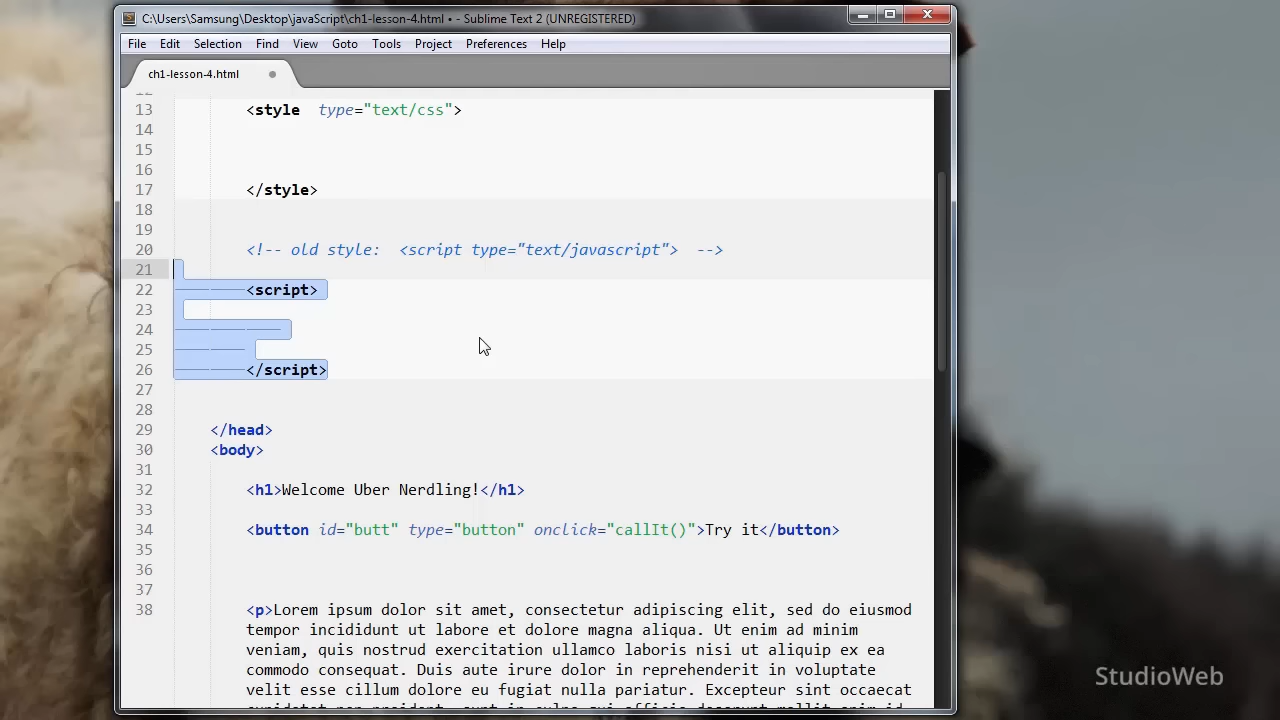 C:\Users\Samsung\Desktop\javaScript\ch1-lesson-4.html • - Sublime Text 2 (UNREGISTERED)
File Edit Selection Find View Goto Tools Project Preferences Help
ch1-lesson-4.html
12
13 <style type="text/css">
14
15
16
17 </style>
18
19
20 <!-- old style: <script type="text/javascript"> -->
21
22 <script>
23
24
25
26 </script>
27
28
29 </head>
30 <body>
31
32 <h1>Welcome Uber Nerdling!</h1>
33
34 <button id="butt" type="button" onclick="callIt()">Try it</button>
35
36
37
38 <p>Lorem ipsum dolor sit amet, consectetur adipiscing elit, sed do eiusmod
tempor incididunt ut labore et dolore magna aliqua. Ut enim ad minim
veniam, quis nostrud exercitation ullamco laboris nisi ut aliquip ex ea
commodo consequat. Duis aute irure dolor in reprehenderit in voluptate
velit esse cillum dolore eu fugiat nulla pariatur. Excepteur sint occaecat
StudioWeb